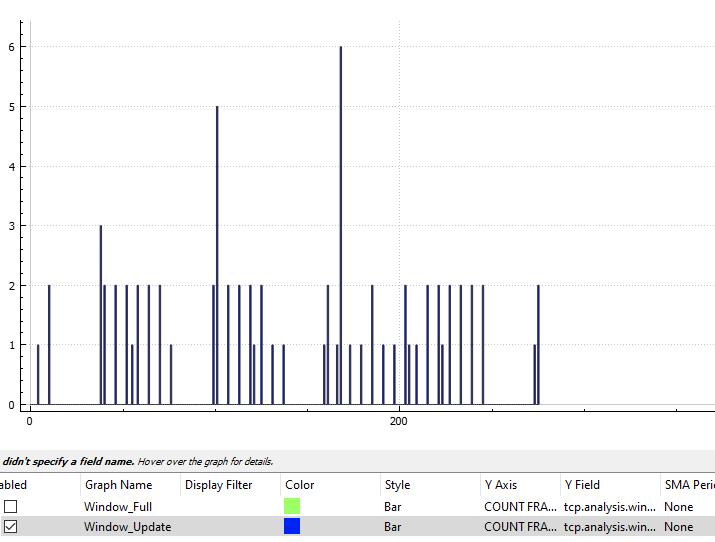 6
5
4
3
2
1
0
0 200
didn't specify a field name. Hover over the graph for details.
abled Graph Name Display Filter Color Style Y Axis Y Field SMA Peri
Window_Full Bar COUNT FRA... tcp.analysis.win... None
Window_Update Bar COUNT FRA... tcp.analysis.win... None